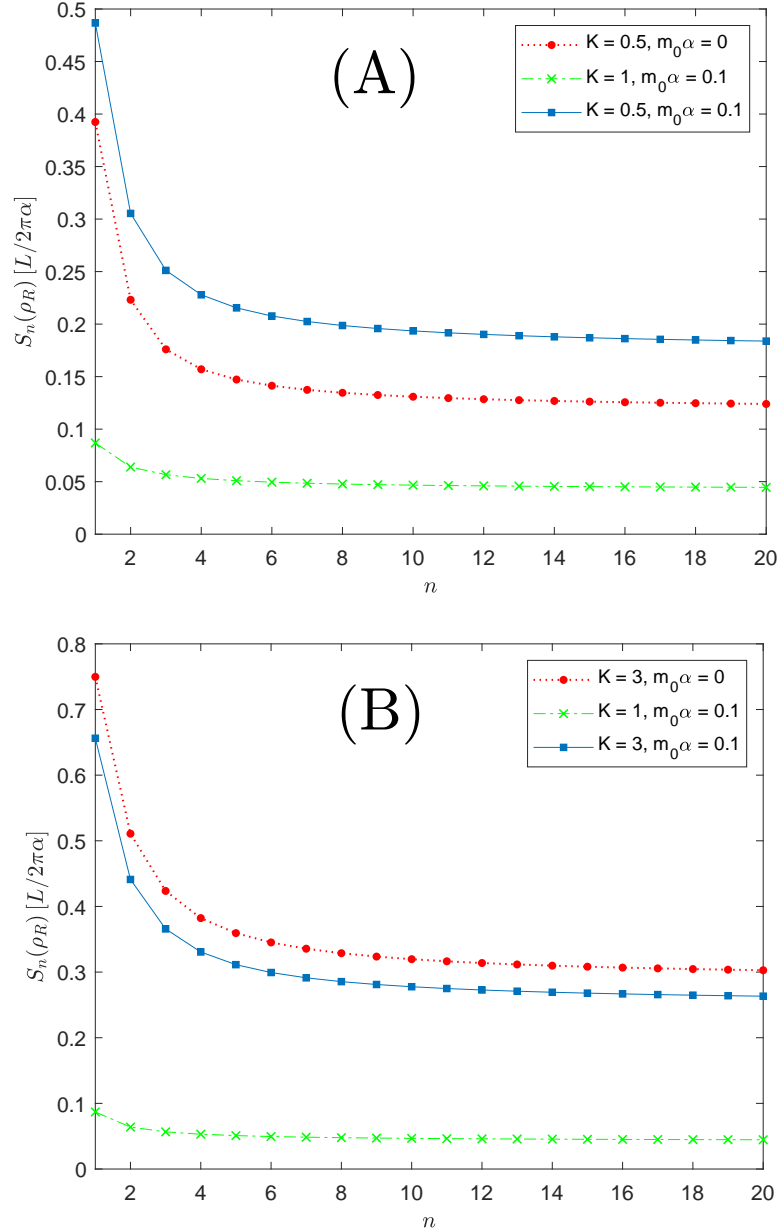 (A)
K = 0.5, m₀α = 0
K = 1, m₀α = 0.1
K = 0.5, m₀α = 0.1
Sₙ(ρ_R) [L/2πα]
0.5
0.45
0.4
0.35
0.3
0.25
0.2
0.15
0.1
0.05
0
2 4 6 8 10 12 14 16 18 20
n
(B)
K = 3, m₀α = 0
K = 1, m₀α = 0.1
K = 3, m₀α = 0.1
Sₙ(ρ_R) [L/2πα]
0.8
0.7
0.6
0.5
0.4
0.3
0.2
0.1
0
2 4 6 8 10 12 14 16 18 20
n